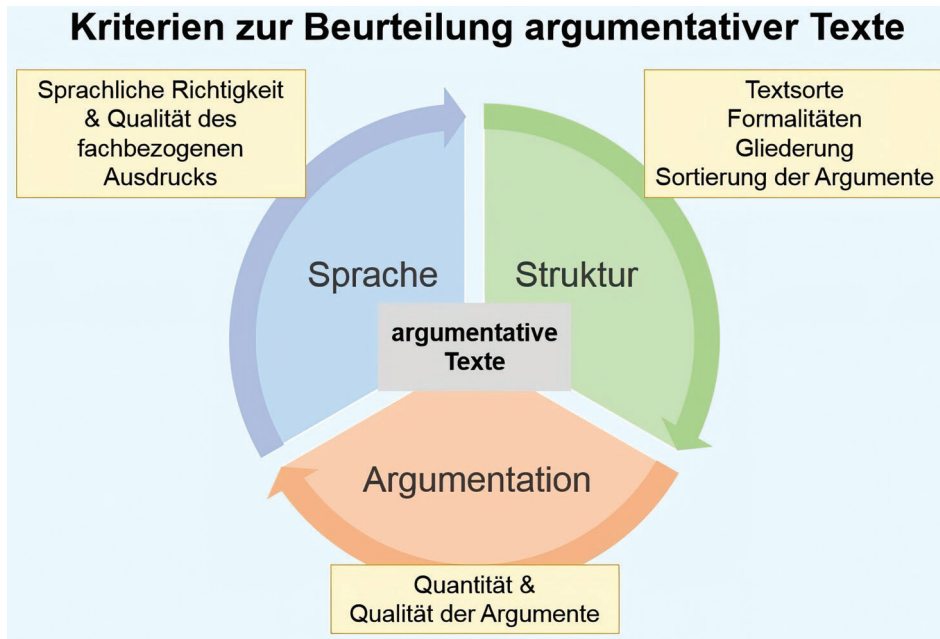 Kriterien zur Beurteilung argumentativer Texte
Sprachliche Richtigkeit
& Qualität des
fachbezogenen
Ausdrucks
Textsorte
Formalitäten
Gliederung
Sortierung der Argumente
Sprache
Struktur
argumentative
Texte
Argumentation
Quantität &
Qualität der Argumente